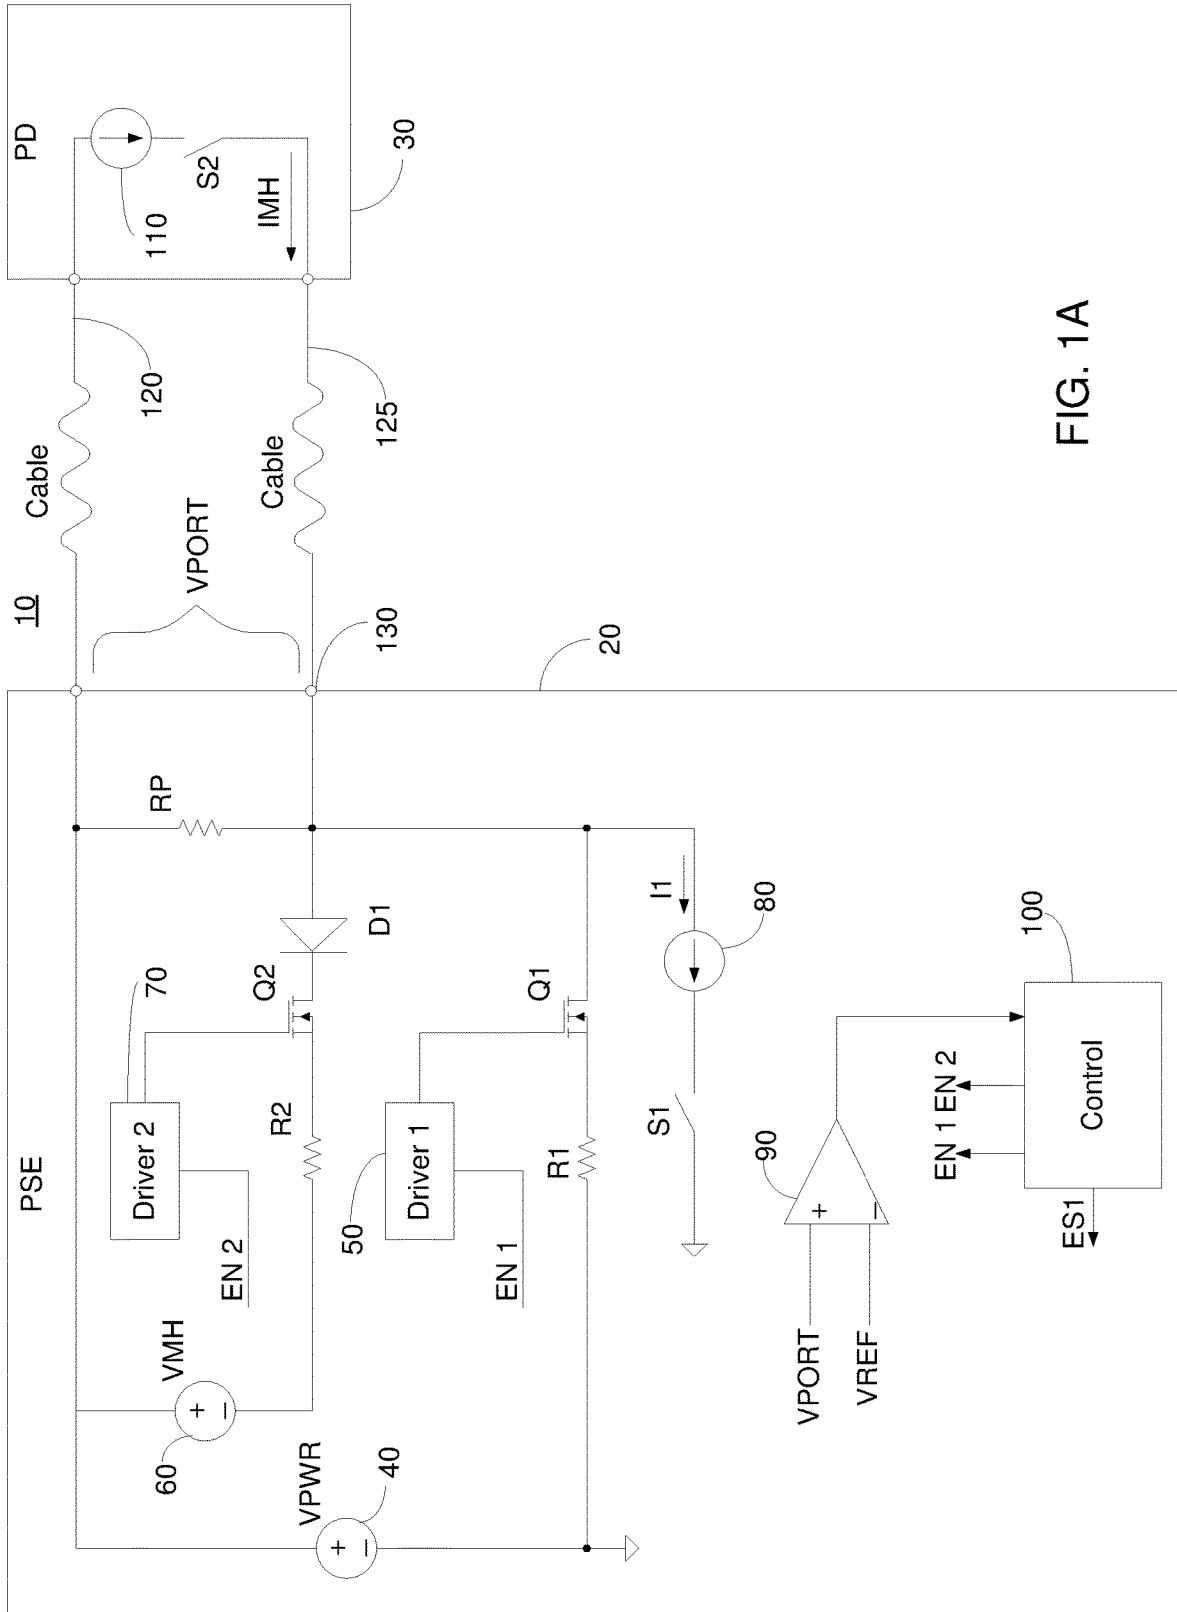 PSE
VPWR
40
VMH
60
EN 2
Driver 2
70
R2
Q2
D1
RP
EN 1
50
Driver 1
R1
Q1
S1
I1
80
VPORT
VREF
+
−
90
EN 1
EN 2
ES1
Control
100
20
130
10
VPORT
Cable
120
Cable
125
PD
110
S2
IMH
30
+
−
+
−
FIG. 1A